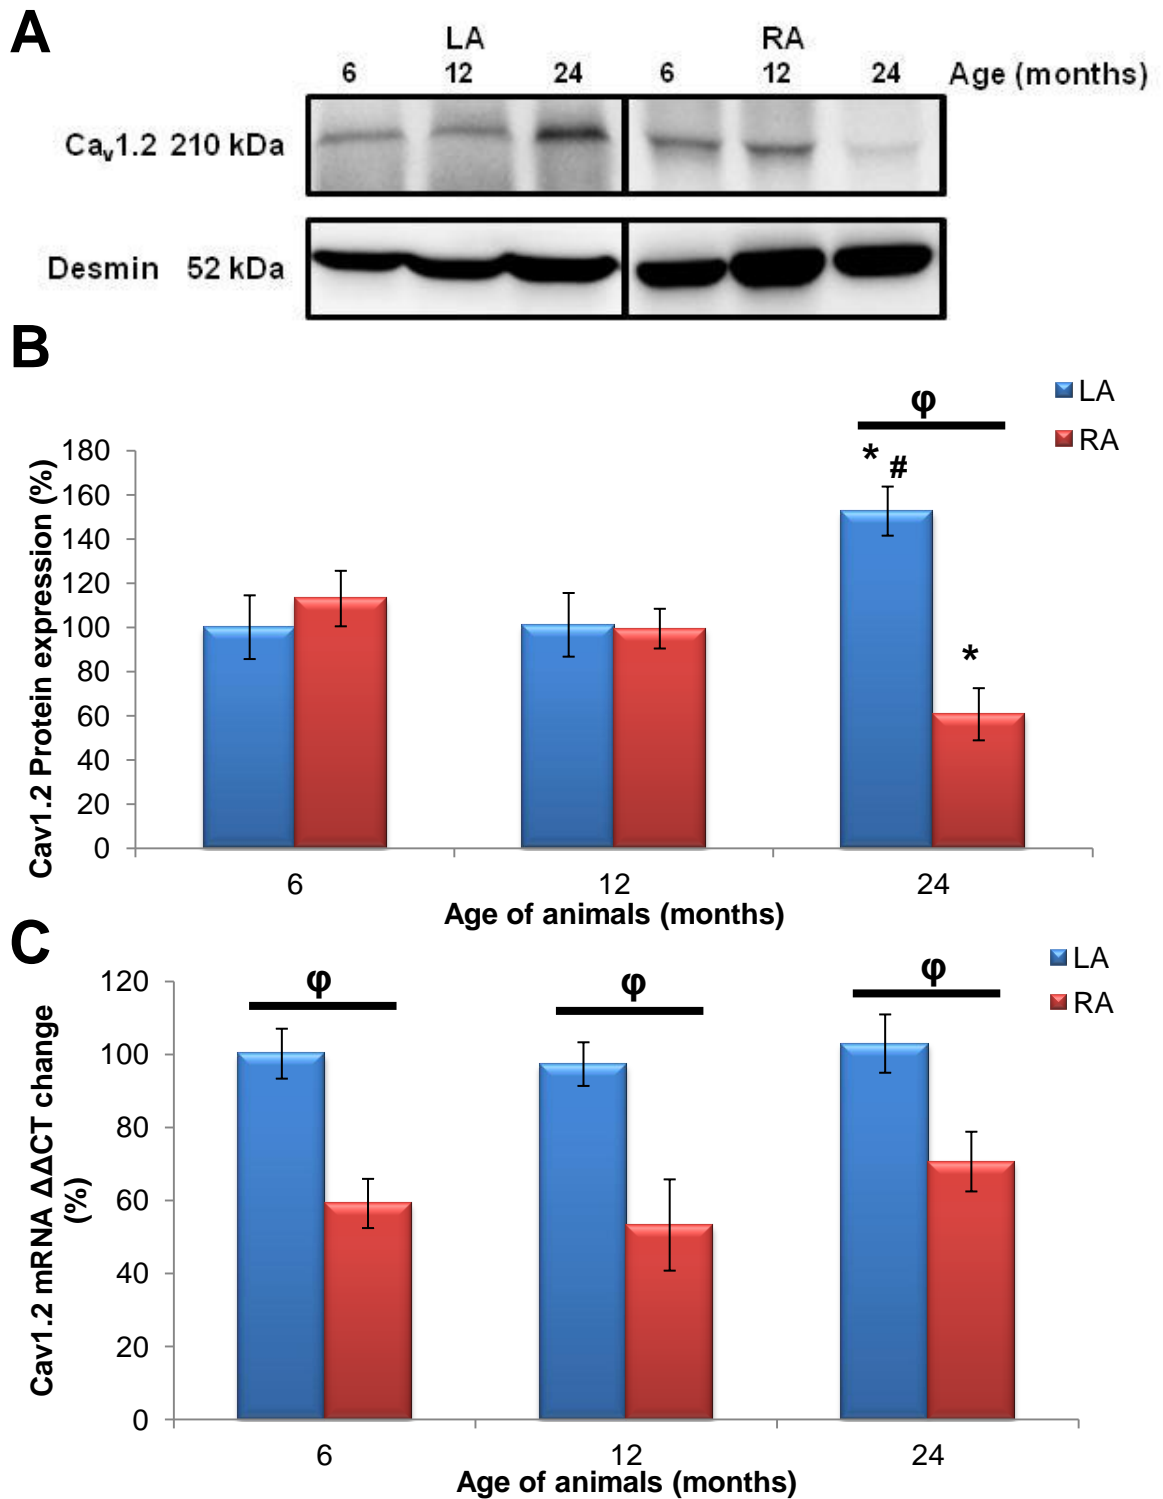 A
LA RA
6 12 24 6 12 24 Age (months)
Cav1.2 210 kDa
Desmin 52 kDa
B
φ
LA
RA
* #
*
Cav1.2 Protein expression (%)
180
160
140
120
100
80
60
40
20
0
6 12 24
Age of animals (months)
C
φ φ φ
LA
RA
Cav1.2 mRNA ΔΔCT change
(%)
120
100
80
60
40
20
0
6 12 24
Age of animals (months)